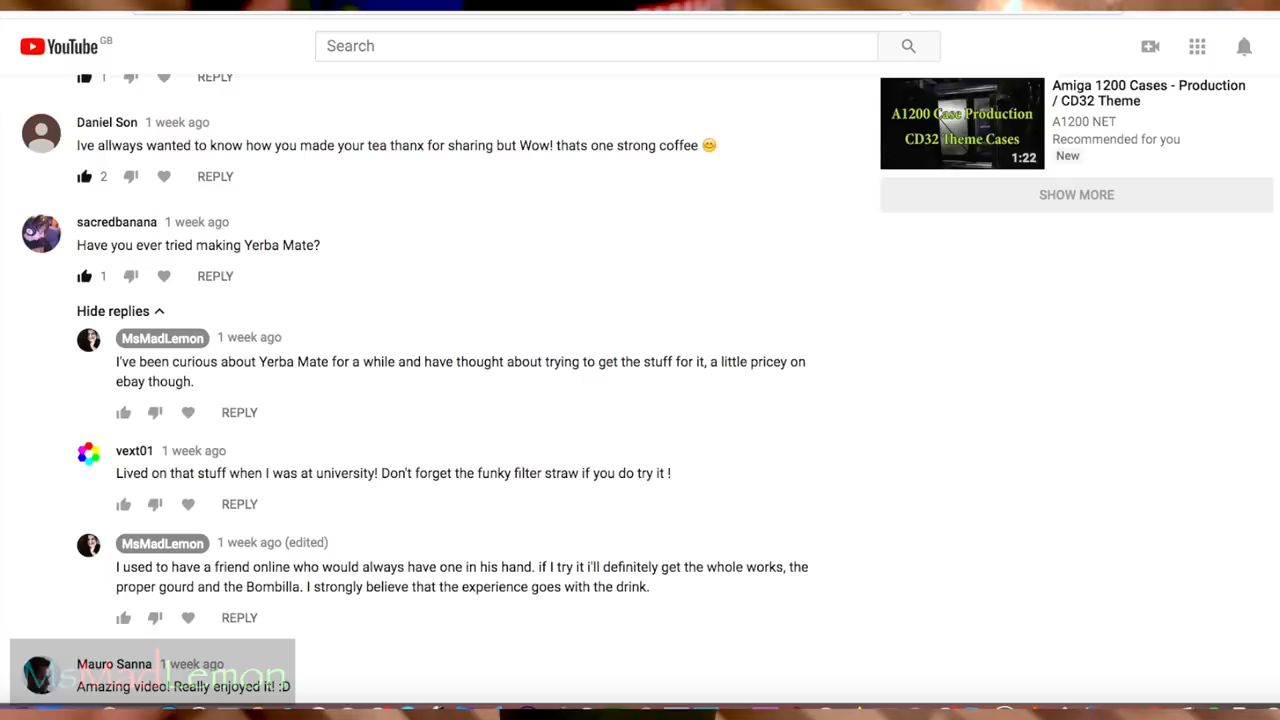 YouTube GB
Search
1 REPLY
Daniel Son 1 week ago
Ive allways wanted to know how you made your tea thanx for sharing but Wow! thats one strong coffee 😊
2 REPLY
sacredbanana 1 week ago
Have you ever tried making Yerba Mate?
1 REPLY
Hide replies
MsMadLemon 1 week ago
I've been curious about Yerba Mate for a while and have thought about trying to get the stuff for it, a little pricey on
ebay though.
REPLY
vext01 1 week ago
Lived on that stuff when I was at university! Don't forget the funky filter straw if you do try it !
REPLY
MsMadLemon 1 week ago (edited)
I used to have a friend online who would always have one in his hand. if I try it i'll definitely get the whole works, the
proper gourd and the Bombilla. I strongly believe that the experience goes with the drink.
REPLY
Mauro Sanna 1 week ago
MsMadLemon
Amazing video! Really enjoyed it! :D
A1200 Case Production
CD32 Theme Cases
1:22
Amiga 1200 Cases - Production
/ CD32 Theme
A1200 NET
Recommended for you
New
SHOW MORE